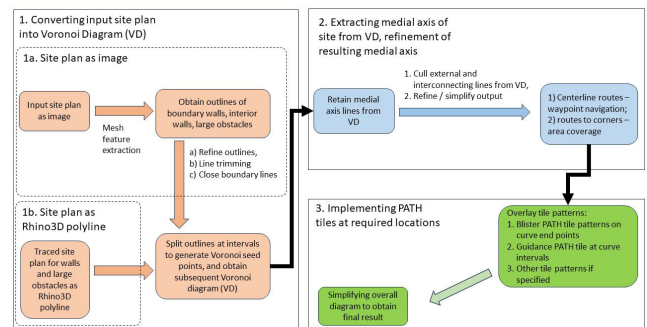 1. Converting input site plan
into Voronoi Diagram (VD)
1a. Site plan as image
Input site plan
as image
Mesh
feature
extraction
Obtain outlines of
boundary walls, interior
walls, large obstacles
a) Refine outlines,
b) Line trimming
c) Close boundary lines
1b. Site plan as
Rhino3D polyline
Traced site
plan for walls
and large
obstacles as
Rhino3D
polyline
Split outlines at intervals
to generate Voronoi seed
points, and obtain
subsequent Voronoi
diagram (VD)
2. Extracting medial axis of
site from VD, refinement of
resulting medial axis
Retain medial
axis lines from
VD
1. Cull external and
interconnecting lines from VD,
2. Refine / simplify output
1) Centerline routes –
waypoint navigation;
2) routes to corners –
area coverage
3. Implementing PATH
tiles at required locations
Overlay tile patterns:
1. Blister PATH tile patterns on
curve end points
2. Guidance PATH tile at curve
intervals
3. Other tile patterns if
specified
Simplifying overall
diagram to obtain
final result